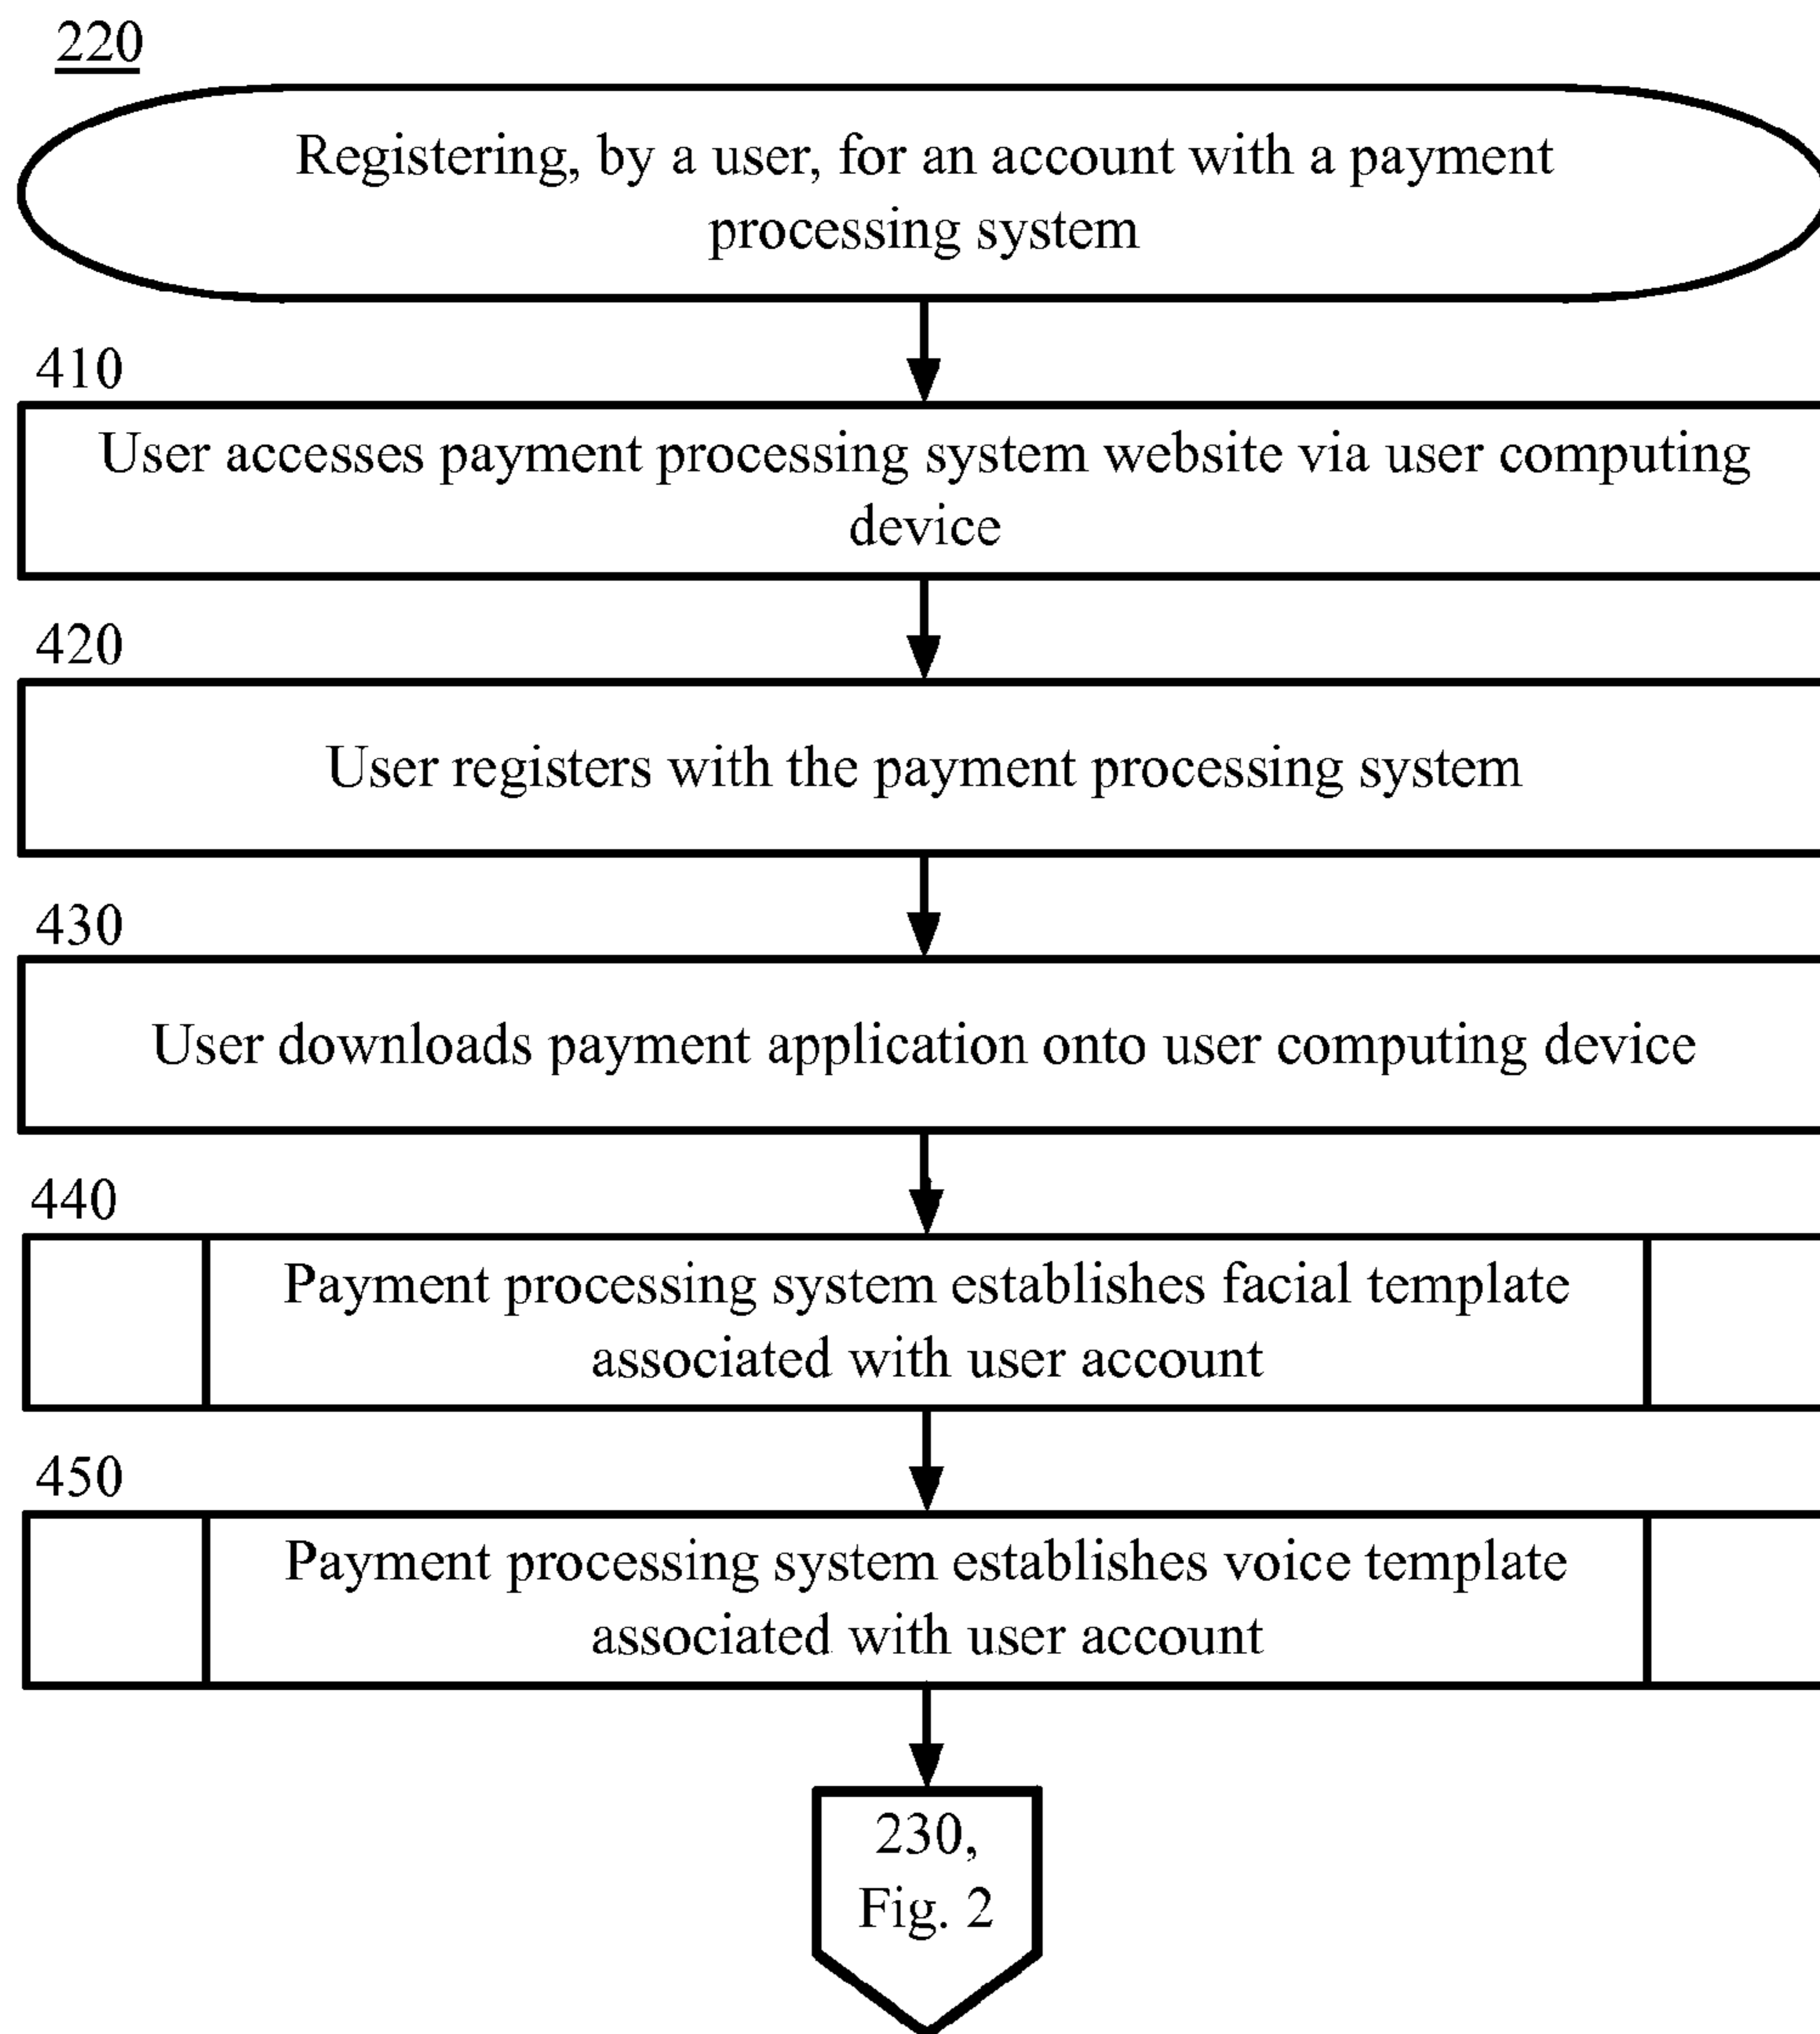 220
Registering, by a user, for an account with a payment
processing system
410
User accesses payment processing system website via user computing
device
420
User registers with the payment processing system
430
User downloads payment application onto user computing device
440
Payment processing system establishes facial template
associated with user account
450
Payment processing system establishes voice template
associated with user account
230,
Fig. 2